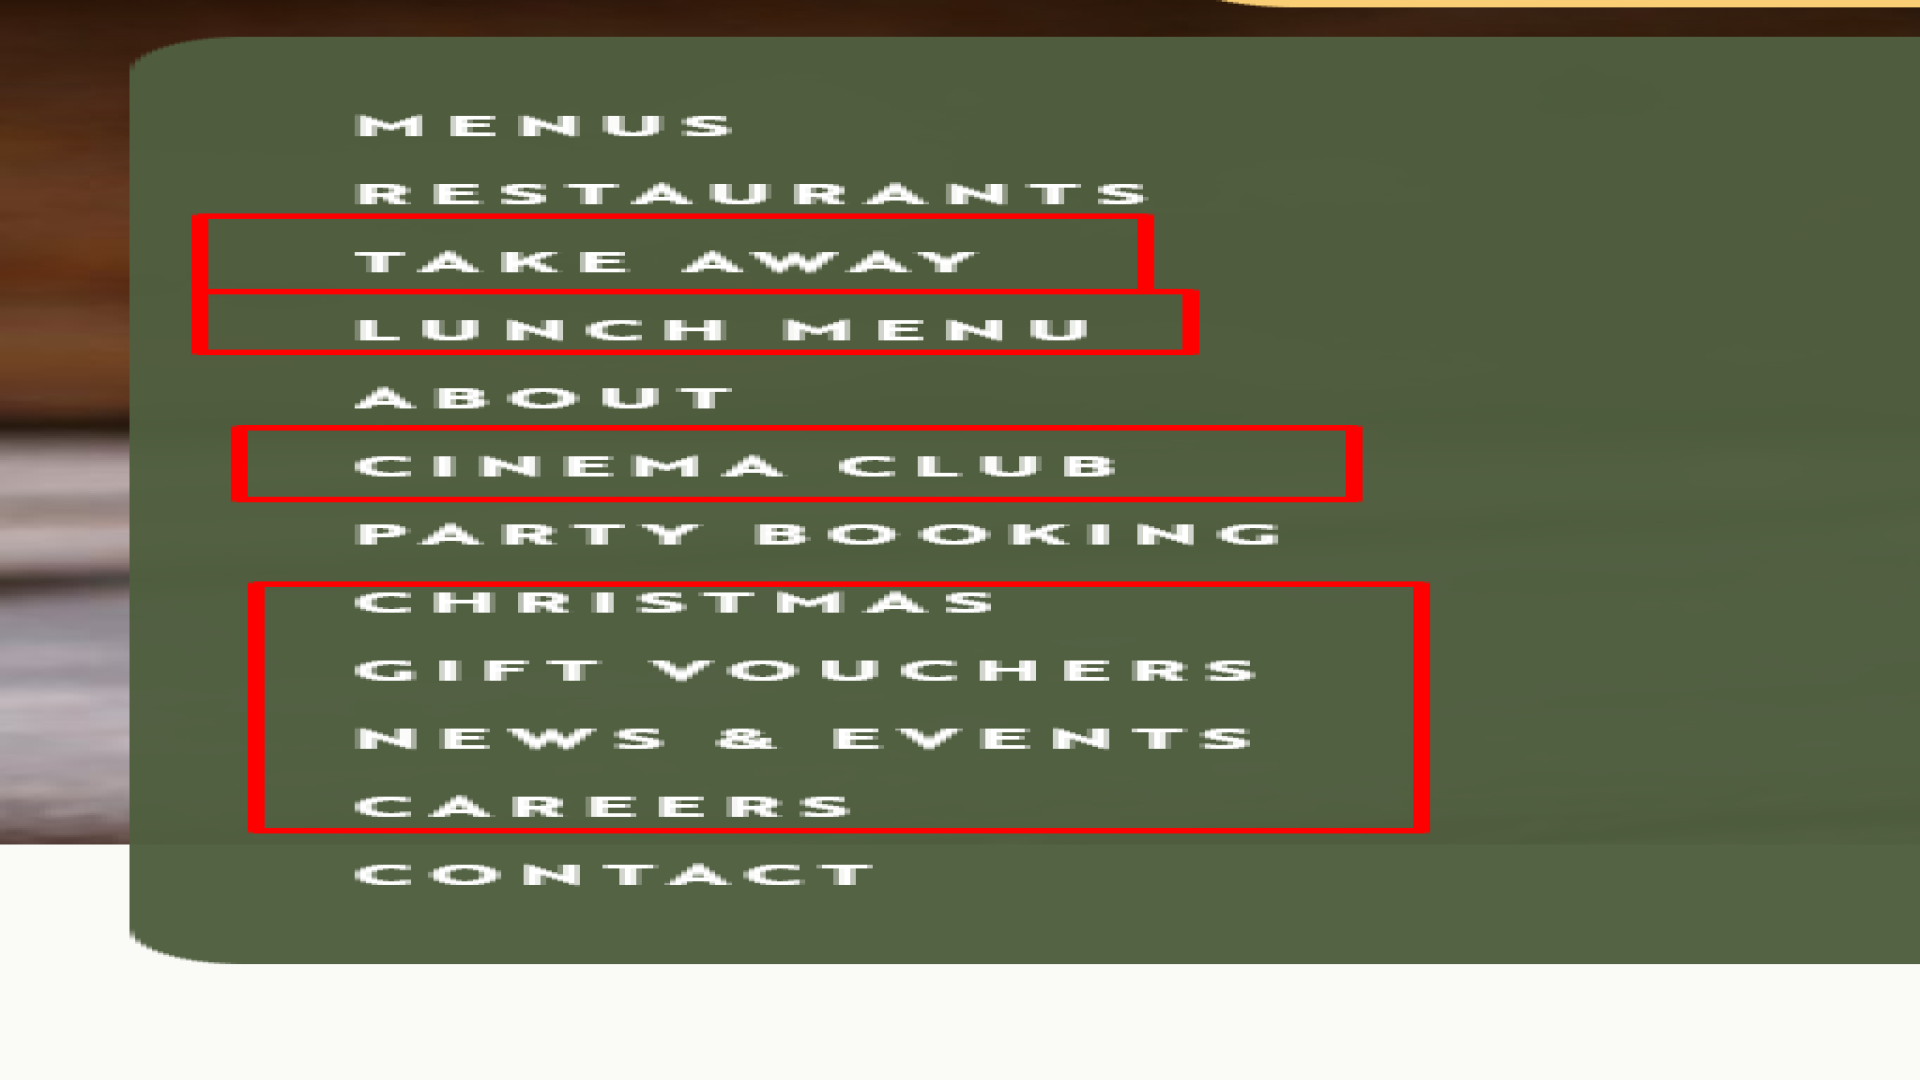 MENUS
RESTAURANTS
TAKE AWAY
LUNCH MENU
ABOUT
CINEMA CLUB
PARTY BOOKING
CHRISTMAS
GIFT VOUCHERS
NEWS & EVENTS
CAREERS
CONTACT